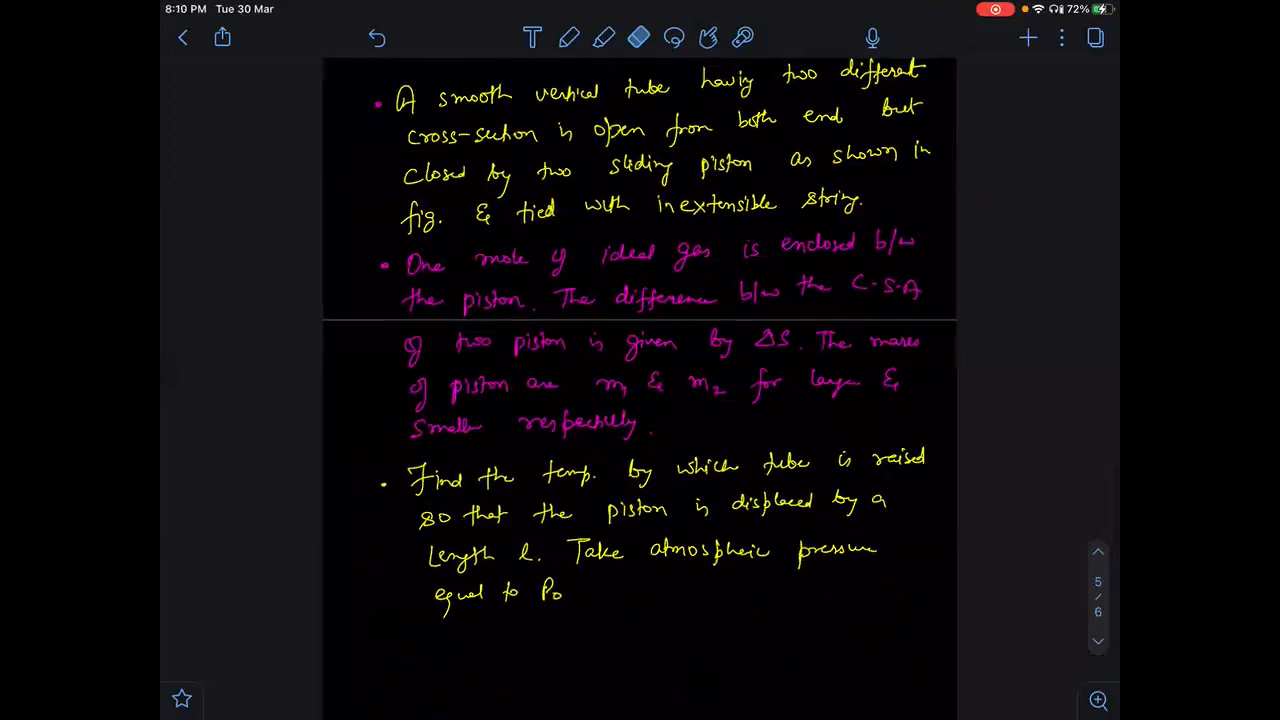 8:10 PM Tue 30 Mar
72%
• A smooth vertical tube having two different
cross-section is open from both end but
closed by two sliding piston as shown in
fig. & tied with inextensible string.
• One mole of ideal gas is enclosed b/w
the piston. The difference b/w the C.S.A
of two piston is given by ΔS. The mass
of piston are m₁ & m₂ for large &
smaller respectively.
• Find the temp. by which tube is raised
so that the piston is displaced by a
length l. Take atmospheric pressure
equal to P₀
5
/
6